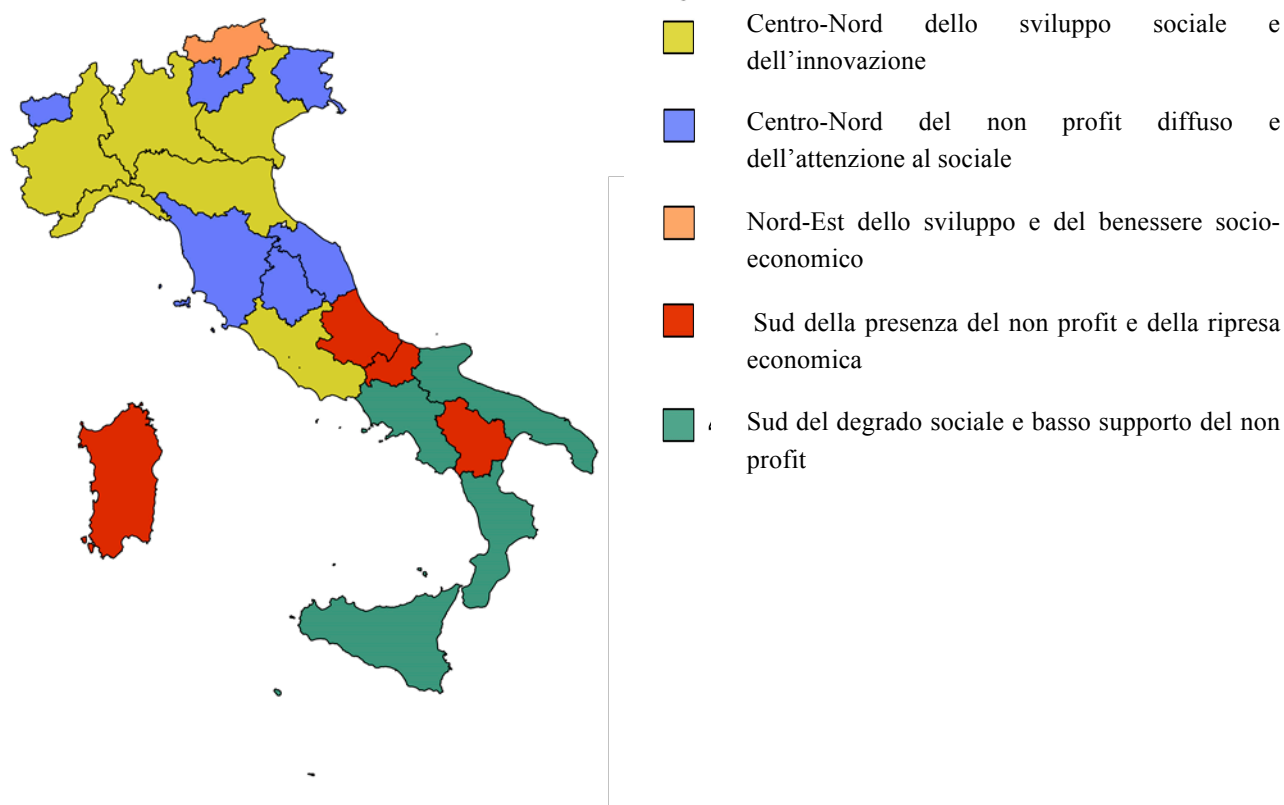 Centro-Nord dello sviluppo sociale e
dell’innovazione
Centro-Nord del non profit diffuso e
dell’attenzione al sociale
Nord-Est dello sviluppo e del benessere socio-
economico
Sud della presenza del non profit e della ripresa
economica
Sud del degrado sociale e basso supporto del non
profit